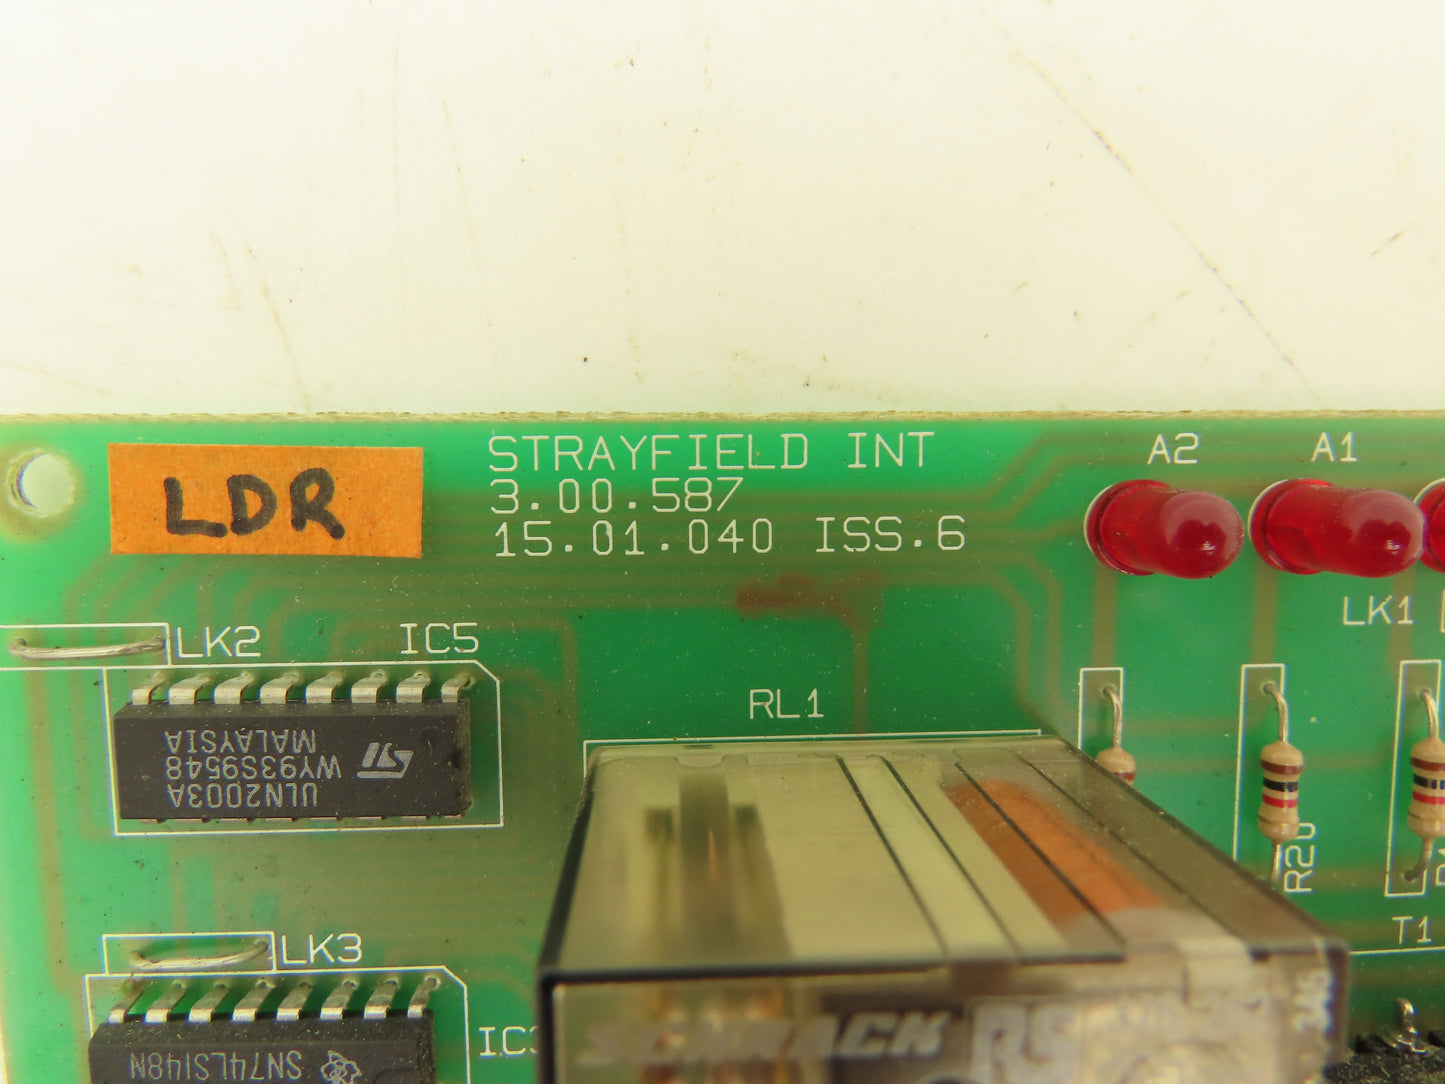 STRAYFIELD INT
3.00.587
15.01.040 ISS.6
LDR
A2
A1
LK1
LK2
IC5
ULN2003A
WY93S9548
MALAYSIA
RL1
R20
T1
LK3
SN74LS148N
SCHRACK